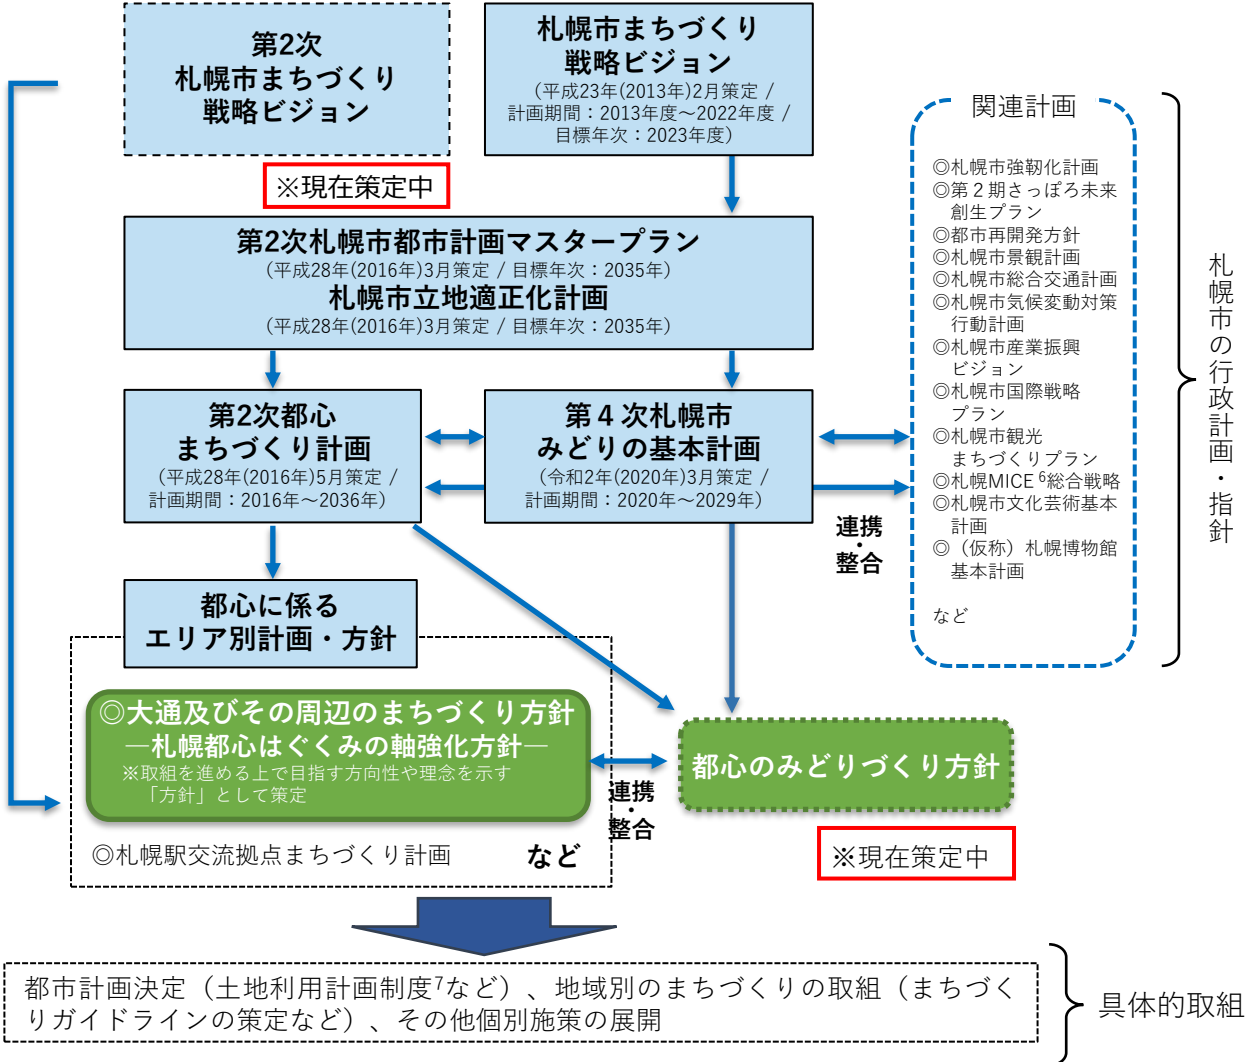 第2次
札幌市まちづくり
戦略ビジョン
※現在策定中
札幌市まちづくり
戦略ビジョン
(平成23年(2013年)2月策定 /
計画期間：2013年度～2022年度 /
目標年次：2023年度)
第2次札幌市都市計画マスタープラン
(平成28年(2016年)3月策定 / 目標年次：2035年)
札幌市立地適正化計画
(平成28年(2016年)3月策定 / 目標年次：2035年)
第2次都心
まちづくり計画
(平成28年(2016年)5月策定 /
計画期間：2016年～2036年)
第４次札幌市
みどりの基本計画
(令和2年(2020年)3月策定 /
計画期間：2020年～2029年)
連携
・
整合
関連計画
◎札幌市強靭化計画
◎第２期さっぽろ未来
創生プラン
◎都市再開発方針
◎札幌市景観計画
◎札幌市総合交通計画
◎札幌市気候変動対策
行動計画
◎札幌市産業振興
ビジョン
◎札幌市国際戦略
プラン
◎札幌市観光
まちづくりプラン
◎札幌MICE⁶総合戦略
◎札幌市文化芸術基本
計画
◎（仮称）札幌博物館
基本計画
など
札幌市の行政計画・指針
都心に係る
エリア別計画・方針
◎大通及びその周辺のまちづくり方針
―札幌都心はぐくみの軸強化方針―
※取組を進める上で目指す方向性や理念を示す
「方針」として策定
◎札幌駅交流拠点まちづくり計画
など
連携
・
整合
都心のみどりづくり方針
※現在策定中
都市計画決定（土地利用計画制度⁷など）、地域別のまちづくりの取組（まちづく
りガイドラインの策定など）、その他個別施策の展開
具体的取組